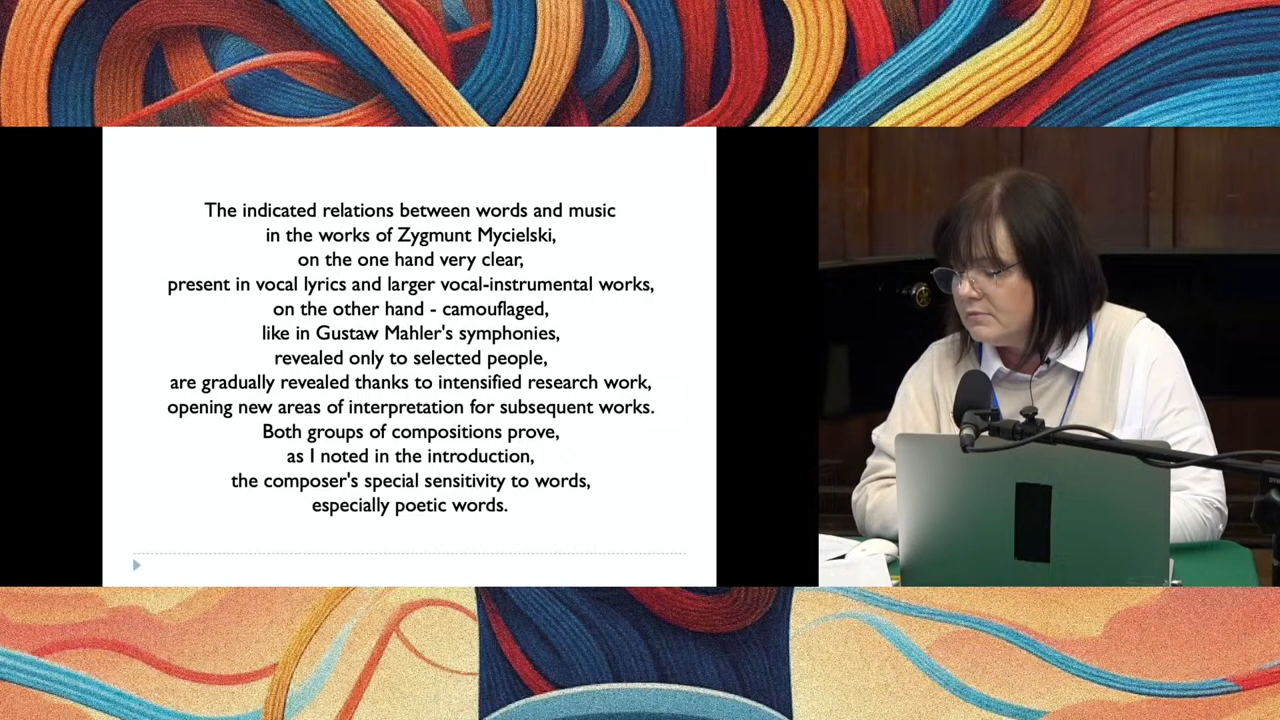 The indicated relations between words and music
in the works of Zygmunt Mycielski,
on the one hand very clear,
present in vocal lyrics and larger vocal-instrumental works,
on the other hand - camouflaged,
like in Gustaw Mahler's symphonies,
revealed only to selected people,
are gradually revealed thanks to intensified research work,
opening new areas of interpretation for subsequent works.
Both groups of compositions prove,
as I noted in the introduction,
the composer's special sensitivity to words,
especially poetic words.